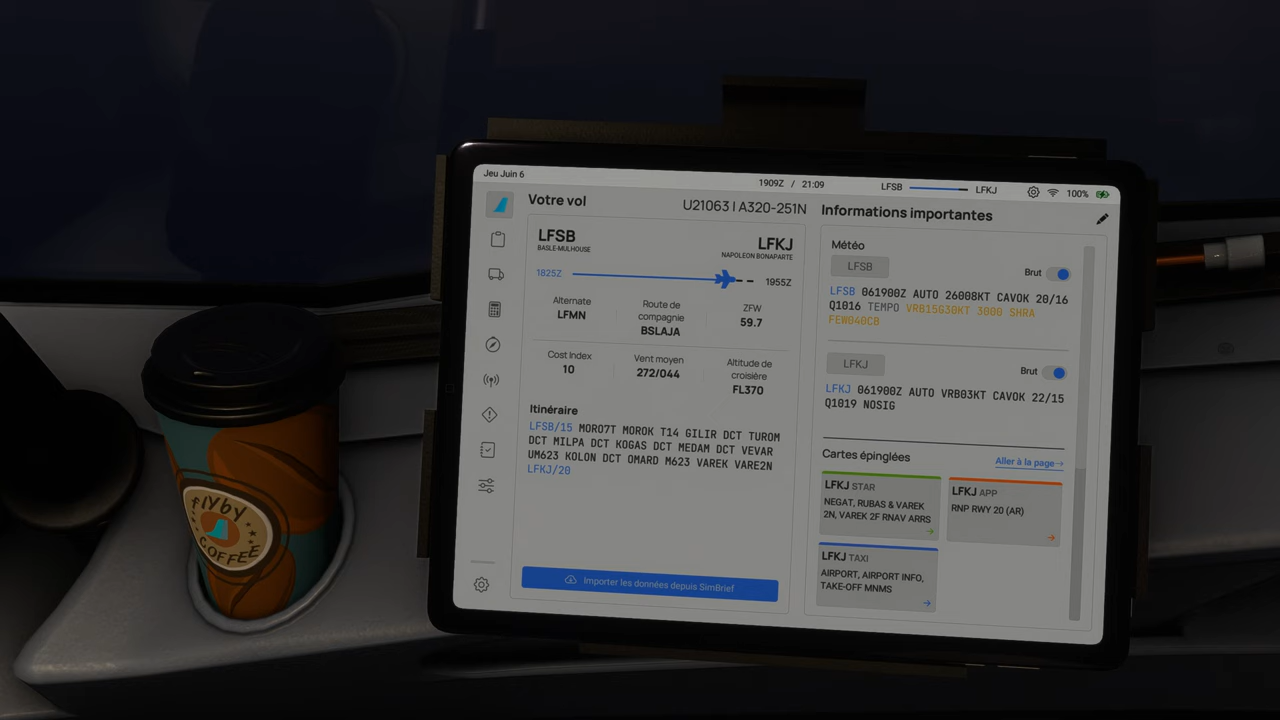 Jeu Juin 6
1909Z / 21:09
LFSB LFKJ
100%
Votre vol
U21063 | A320-251N
LFSB
BASLE-MULHOUSE
LFKJ
NAPOLEON BONAPARTE
1825Z
1955Z
Alternate
LFMN
Route de
compagnie
BSLAJA
ZFW
59.7
Cost Index
10
Vent moyen
272/044
Altitude de
croisière
FL370
Itinéraire
LFSB/15 MORO7T MOROK T14 GILIR DCT TUROM
DCT MILPA DCT KOGAS DCT MEDAM DCT VEVAR
UM623 KOLON DCT OMARD M623 VAREK VARE2N
LFKJ/20
Importer les données depuis SimBrief
Informations importantes
Météo
LFSB
Brut
LFSB 061900Z AUTO 26008KT CAVOK 20/16
Q1016 TEMPO VRB15G30KT 3000 SHRA
FEW040CB
LFKJ
Brut
LFKJ 061900Z AUTO VRB03KT CAVOK 22/15
Q1019 NOSIG
Cartes épinglées
Aller à la page→
LFKJ STAR
NEGAT, RUBAS & VAREK
2N, VAREK 2F RNAV ARRS
LFKJ APP
RNP RWY 20 (AR)
LFKJ TAXI
AIRPORT, AIRPORT INFO,
TAKE-OFF MNMS
flyby
COFFEE